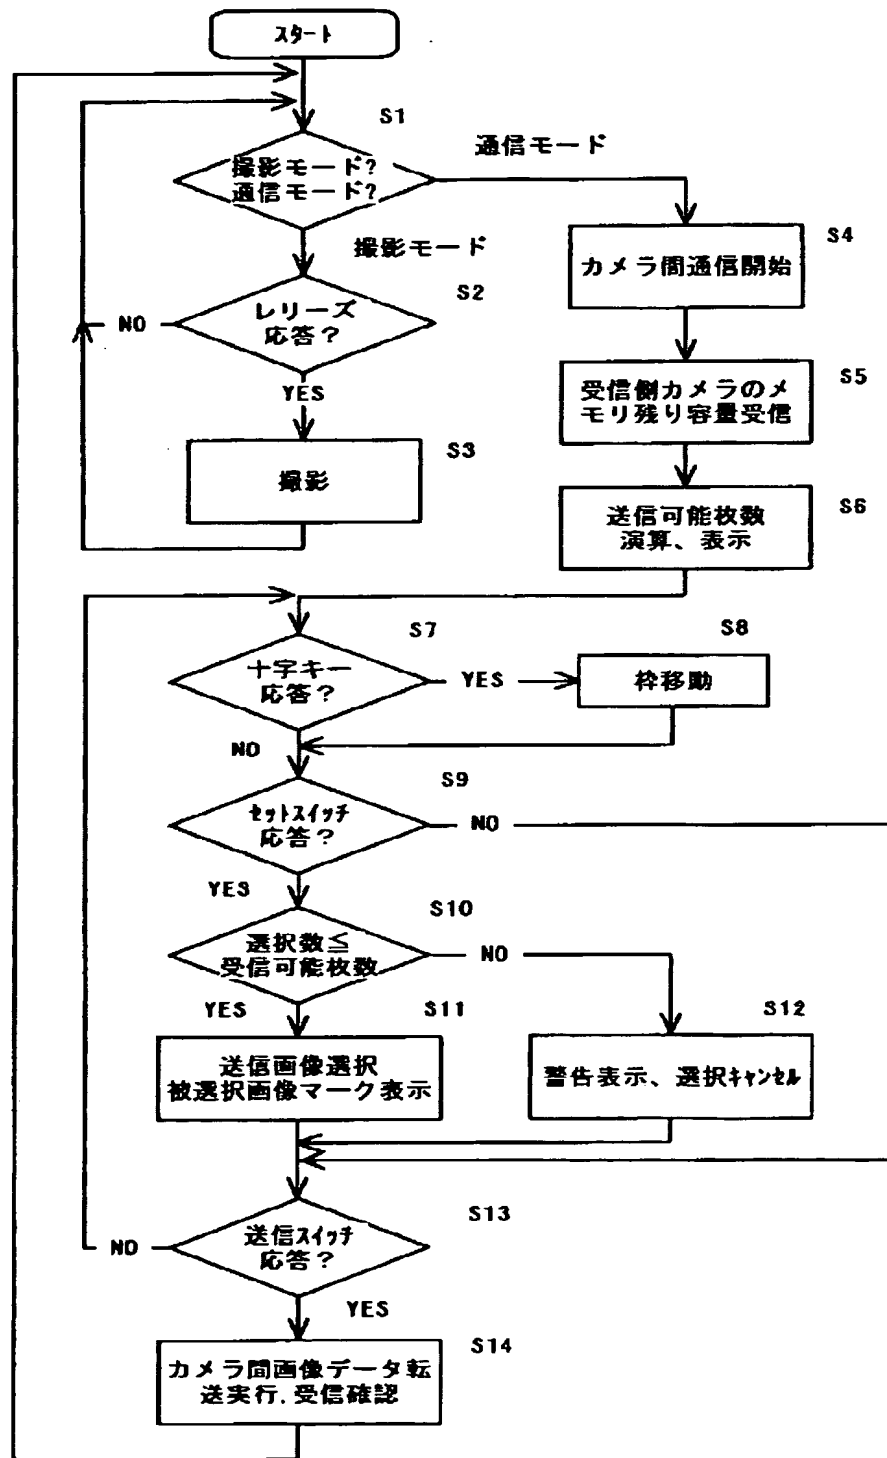 スタート
S1
撮影モード?
通信モード?
通信モード
撮影モード
S4
カメラ間通信開始
S2
レリーズ
応答?
NO
YES
S5
受信側カメラのメ
モリ残り容量受信
S3
撮影
S6
送信可能枚数
演算、表示
S7
十字キー
応答?
YES
S8
枠移動
NO
S9
セットスイッチ
応答?
NO
YES
S10
選択数≦
受信可能枚数
NO
YES
S11
送信画像選択
被選択画像マーク表示
S12
警告表示、選択キャンセル
S13
送信スイッチ
応答?
NO
YES
S14
カメラ間画像データ転
送実行,受信確認